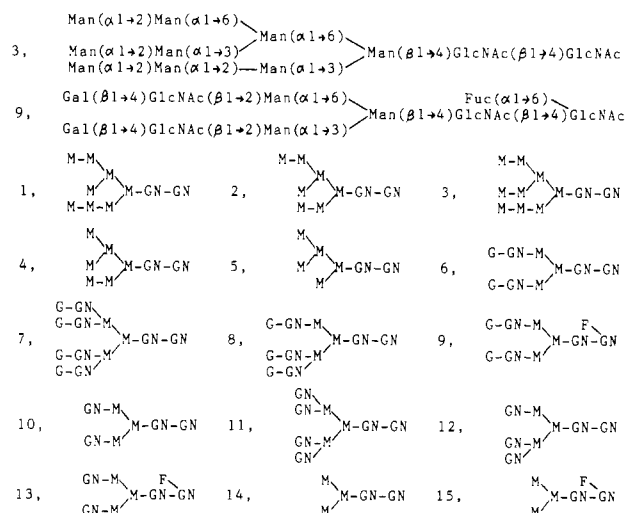 Man(α1→2)Man(α1→6)
Man(α1→6)
3, Man(α1→2)Man(α1→3) Man(β1→4)GlcNAc(β1→4)GlcNAc
Man(α1→2)Man(α1→2)—Man(α1→3)
Gal(β1→4)GlcNAc(β1→2)Man(α1→6) Fuc(α1→6)
9, Man(β1→4)GlcNAc(β1→4)GlcNAc
Gal(β1→4)GlcNAc(β1→2)Man(α1→3)
M-M M-M M-M
M M M
1, M M-GN-GN 2, M M-GN-GN 3, M-M M-GN-GN
M-M-M M-M M-M-M
M M
M M G-GN-M
4, M M-GN-GN 5, M M-GN-GN 6, M-GN-GN
M-M M G-GN-M
G-GN
G-GN-M G-GN-M G-GN-M F
7, M-GN-GN 8, M-GN-GN 9, M-GN-GN
G-GN-M G-GN-M G-GN-M
G-GN G-GN
GN
GN-M GN-M GN-M
10, M-GN-GN 11, M-GN-GN 12, M-GN-GN
GN-M GN-M GN-M
GN GN
GN-M F M M F
13, M-GN-GN 14, M-GN-GN 15, M-GN-GN
GN-M M M